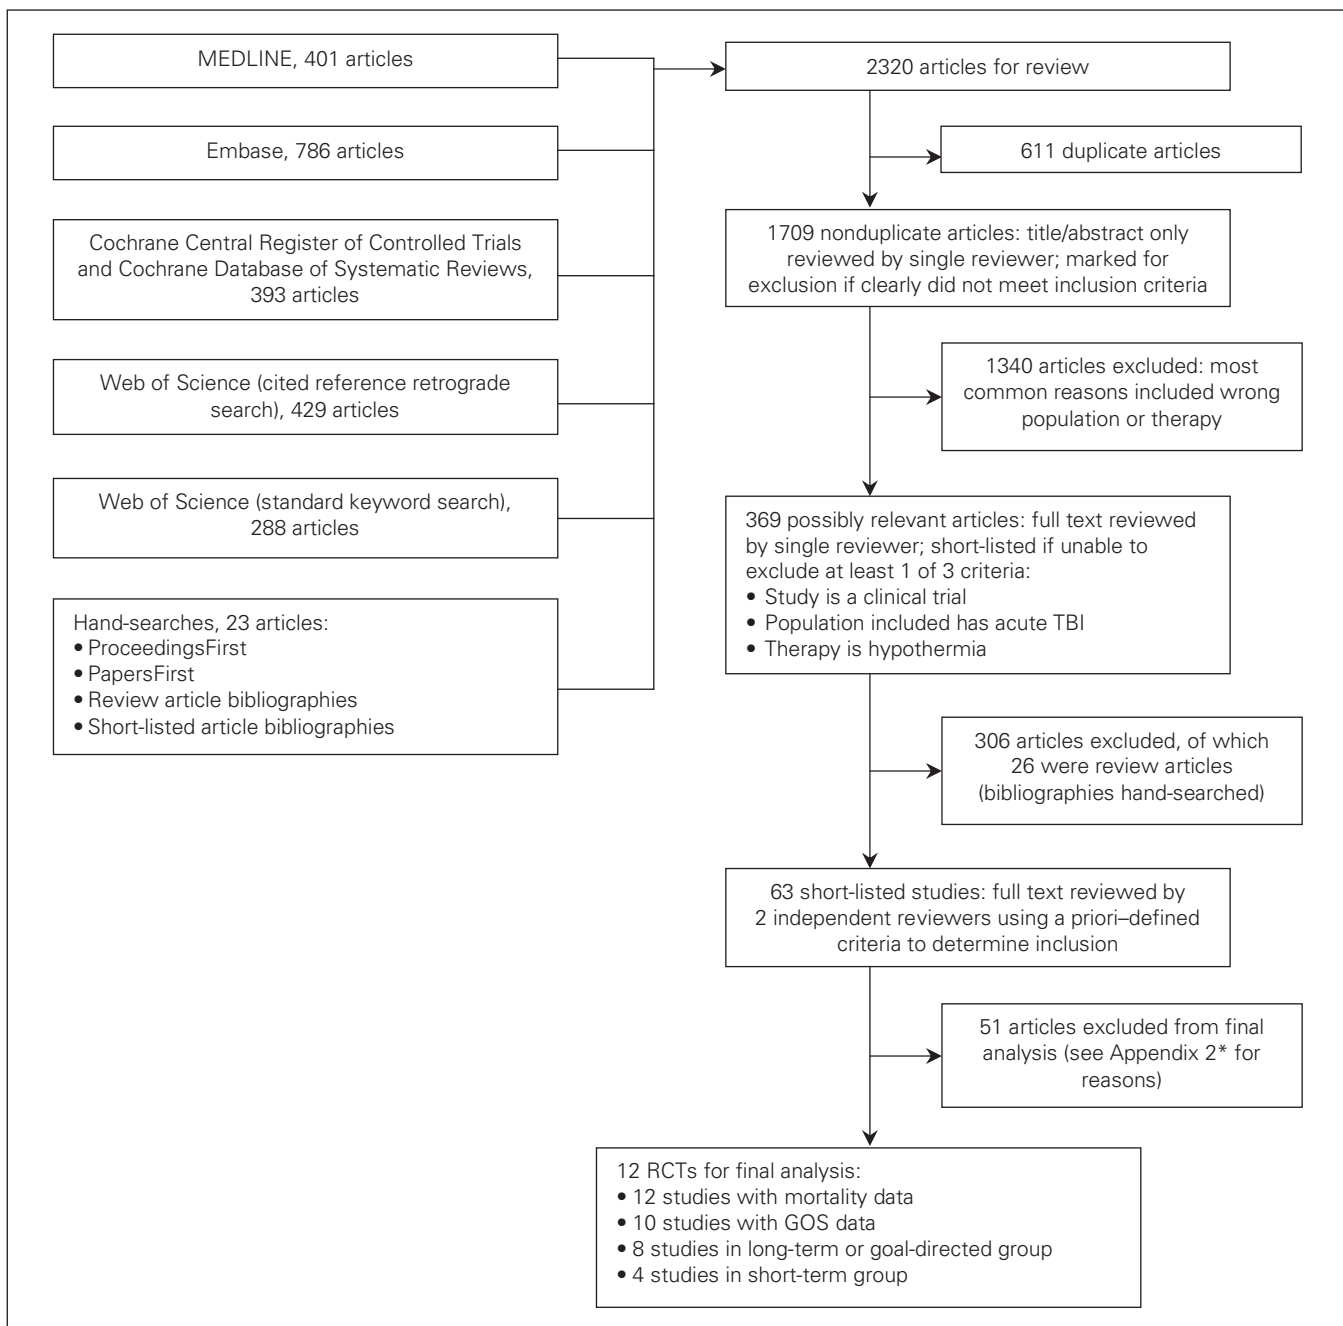 MEDLINE, 401 articles
Embase, 786 articles
Cochrane Central Register of Controlled Trials
and Cochrane Database of Systematic Reviews,
393 articles
Web of Science (cited reference retrograde
search), 429 articles
Web of Science (standard keyword search),
288 articles
Hand-searches, 23 articles:
• ProceedingsFirst
• PapersFirst
• Review article bibliographies
• Short-listed article bibliographies
2320 articles for review
611 duplicate articles
1709 nonduplicate articles: title/abstract only
reviewed by single reviewer; marked for
exclusion if clearly did not meet inclusion criteria
1340 articles excluded: most
common reasons included wrong
population or therapy
369 possibly relevant articles: full text reviewed
by single reviewer; short-listed if unable to
exclude at least 1 of 3 criteria:
• Study is a clinical trial
• Population included has acute TBI
• Therapy is hypothermia
306 articles excluded, of which
26 were review articles
(bibliographies hand-searched)
63 short-listed studies: full text reviewed by
2 independent reviewers using a priori–defined
criteria to determine inclusion
51 articles excluded from final
analysis (see Appendix 2* for
reasons)
12 RCTs for final analysis:
• 12 studies with mortality data
• 10 studies with GOS data
• 8 studies in long-term or goal-directed group
• 4 studies in short-term group